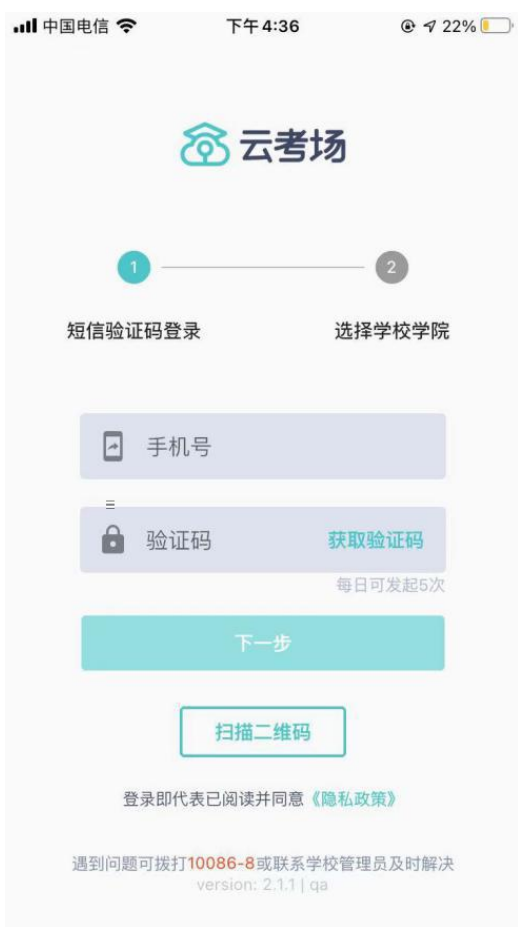 中国电信 下午4:36 22%
云考场
1 2
短信验证码登录 选择学校学院
手机号
验证码 获取验证码
每日可发起5次
下一步
扫描二维码
登录即代表已阅读并同意《隐私政策》
遇到问题可拨打10086-8或联系学校管理员及时解决
version: 2.1.1 | qa